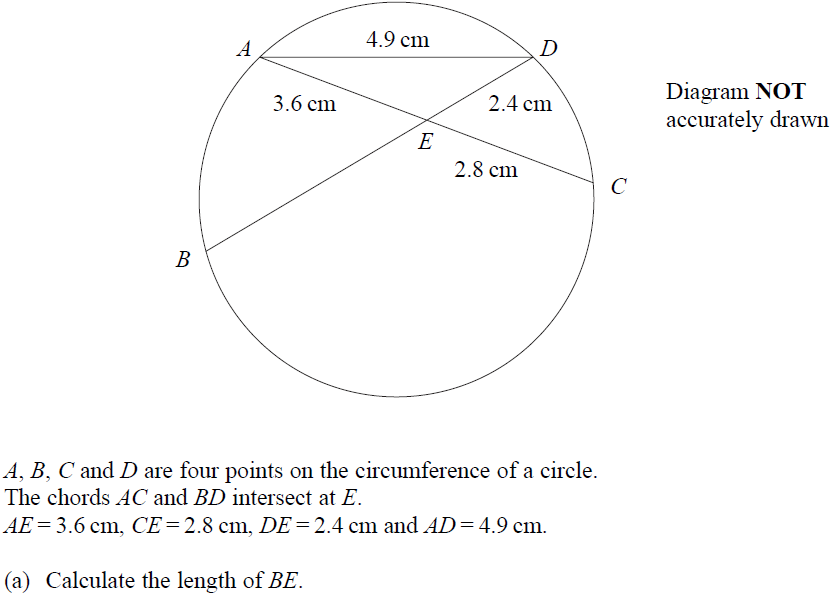 4.9 cm
A
D
Diagram NOT
accurately drawn
3.6 cm
2.4 cm
E
2.8 cm
C
B
A, B, C and D are four points on the circumference of a circle.
The chords AC and BD intersect at E.
AE = 3.6 cm, CE = 2.8 cm, DE = 2.4 cm and AD = 4.9 cm.
(a) Calculate the length of BE.